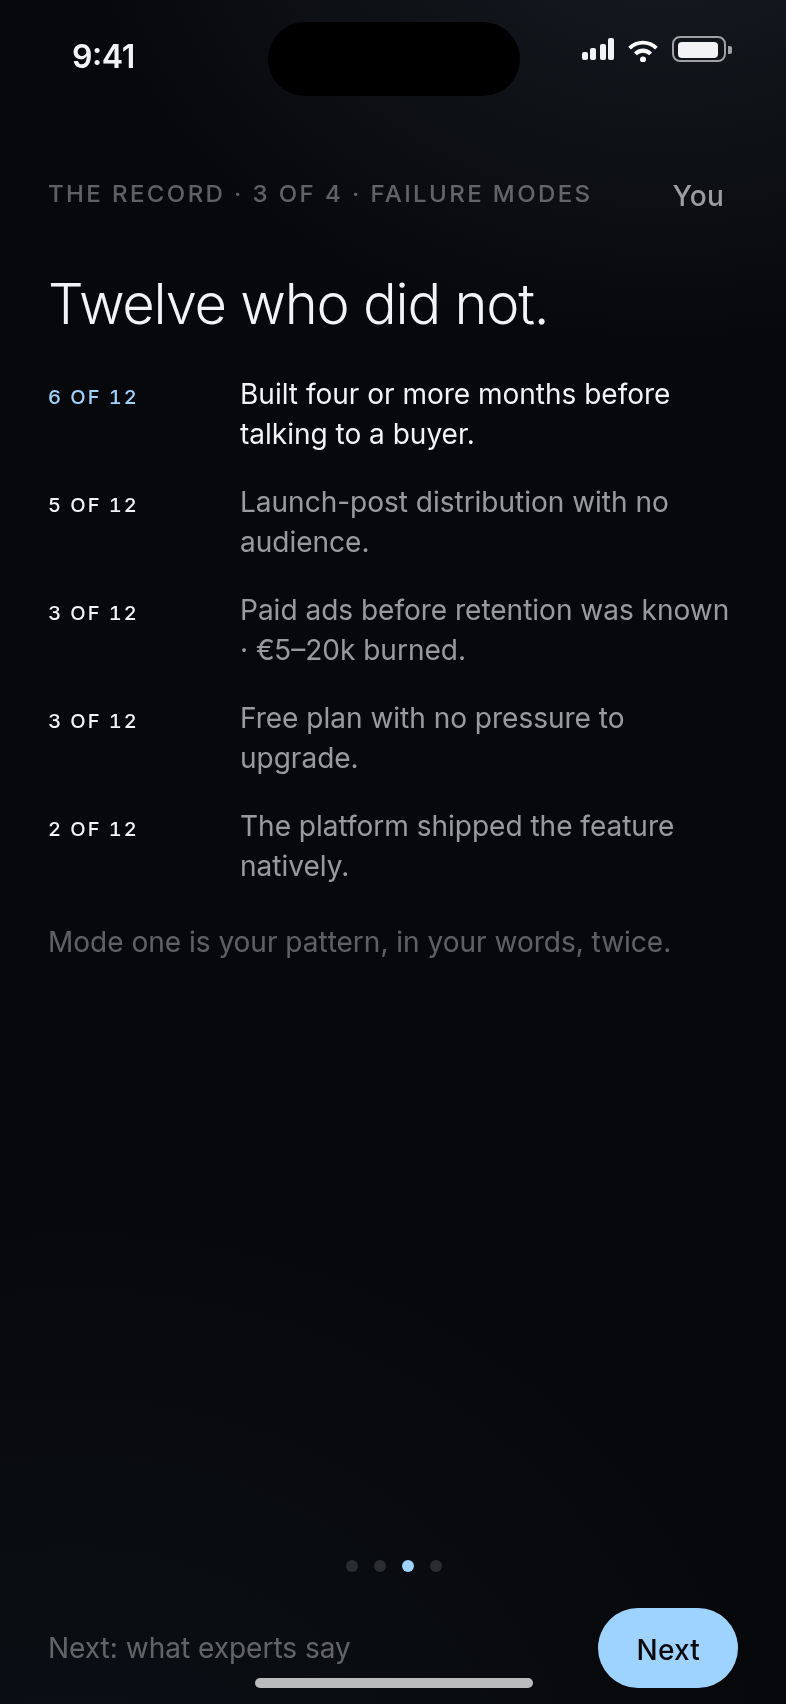 9:41
THE RECORD · 3 OF 4 · FAILURE MODES
You
Twelve who did not.
6 OF 12
Built four or more months before
talking to a buyer.
5 OF 12
Launch-post distribution with no
audience.
3 OF 12
Paid ads before retention was known
· €5–20k burned.
3 OF 12
Free plan with no pressure to
upgrade.
2 OF 12
The platform shipped the feature
natively.
Mode one is your pattern, in your words, twice.
Next: what experts say
Next